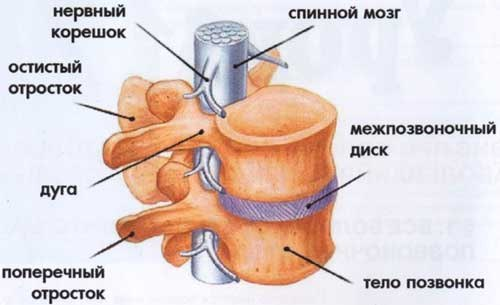 нервный
корешок
спинной мозг
остистый
отросток
межпозвоночный
диск
дуга
поперечный
отросток
тело позвонка